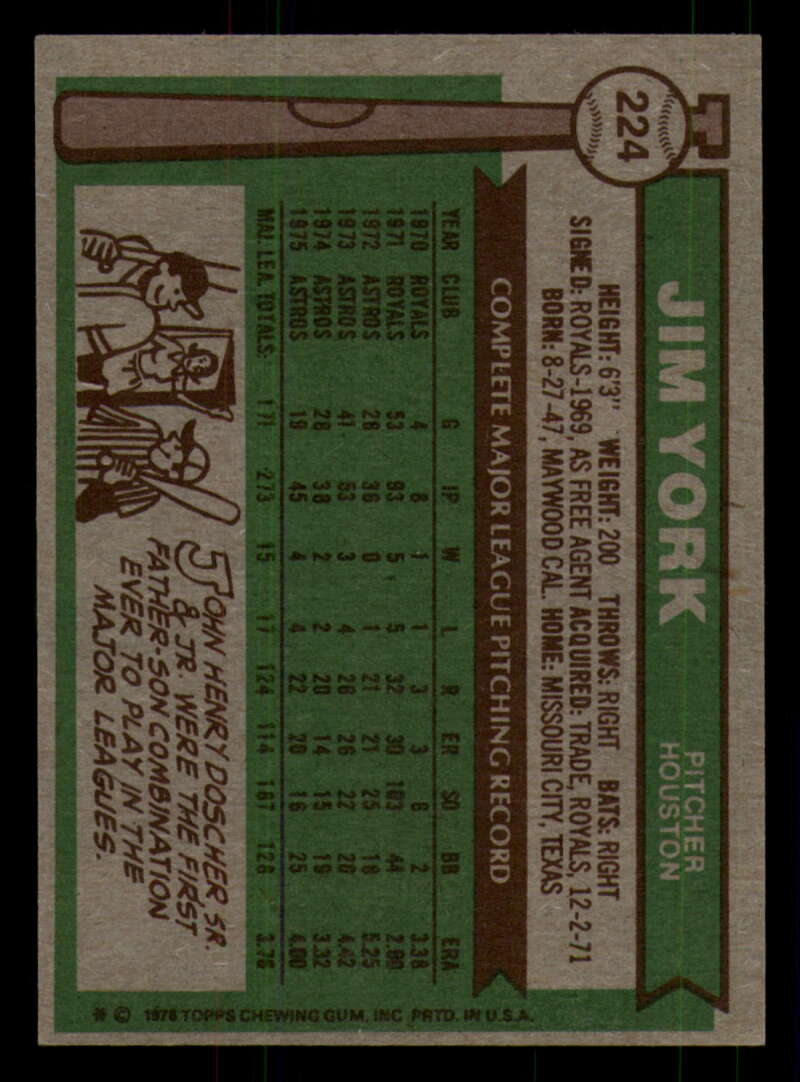 224
JIM YORK
PITCHER
HOUSTON
HEIGHT: 6'3" WEIGHT: 200 THROWS: RIGHT BATS: RIGHT
SIGNED: ROYALS-1969, AS FREE AGENT ACQUIRED: TRADE, ROYALS, 12-2-71
BORN: 8-27-47, MAYWOOD CAL. HOME: MISSOURI CITY, TEXAS
COMPLETE MAJOR LEAGUE PITCHING RECORD
YEAR CLUB G IP W L R ER SO BB ERA
1970 ROYALS 4 8 1 1 3 3 6 2 3.38
1971 ROYALS 53 93 5 5 32 30 103 44 2.90
1972 ASTROS 26 36 0 1 21 21 25 18 5.25
1973 ASTROS 41 53 3 4 26 26 22 20 4.42
1974 ASTROS 28 38 2 2 20 14 15 19 3.32
1975 ASTROS 19 45 4 4 22 20 16 25 4.00
MAJ. LEA. TOTALS: 171 273 15 17 124 114 187 128 3.76
JOHN HENRY DOSCHER SR.
& JR. WERE THE FIRST
FATHER-SON COMBINATION
EVER TO PLAY IN THE
MAJOR LEAGUES.
* © 1976 TOPPS CHEWING GUM, INC. PRTD. IN U.S.A.